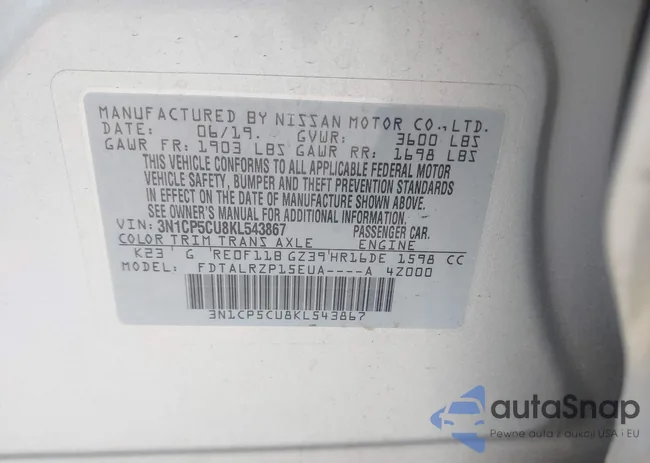 MANUFACTURED BY NISSAN MOTOR CO.,LTD.
DATE: 06/19. GVWR: 3600 LBS
GAWR FR: 1903 LBS GAWR RR: 1698 LBS
THIS VEHICLE CONFORMS TO ALL APPLICABLE FEDERAL MOTOR
VEHICLE SAFETY, BUMPER AND THEFT PREVENTION STANDARDS
IN EFFECT ON THE DATE OF MANUFACTURE SHOWN ABOVE.
SEE OWNER'S MANUAL FOR ADDITIONAL INFORMATION.
VIN: 3N1CP5CU8KL543867 PASSENGER CAR.
COLOR TRIM TRANS AXLE ENGINE
K23 G RE0F11B GZ39 HR16DE 1598 CC
MODEL: FDTALRZP15EUA----A 4Z000
3N1CP5CU8KL543867
autaSnap
Pewne auta z aukcji USA i EU